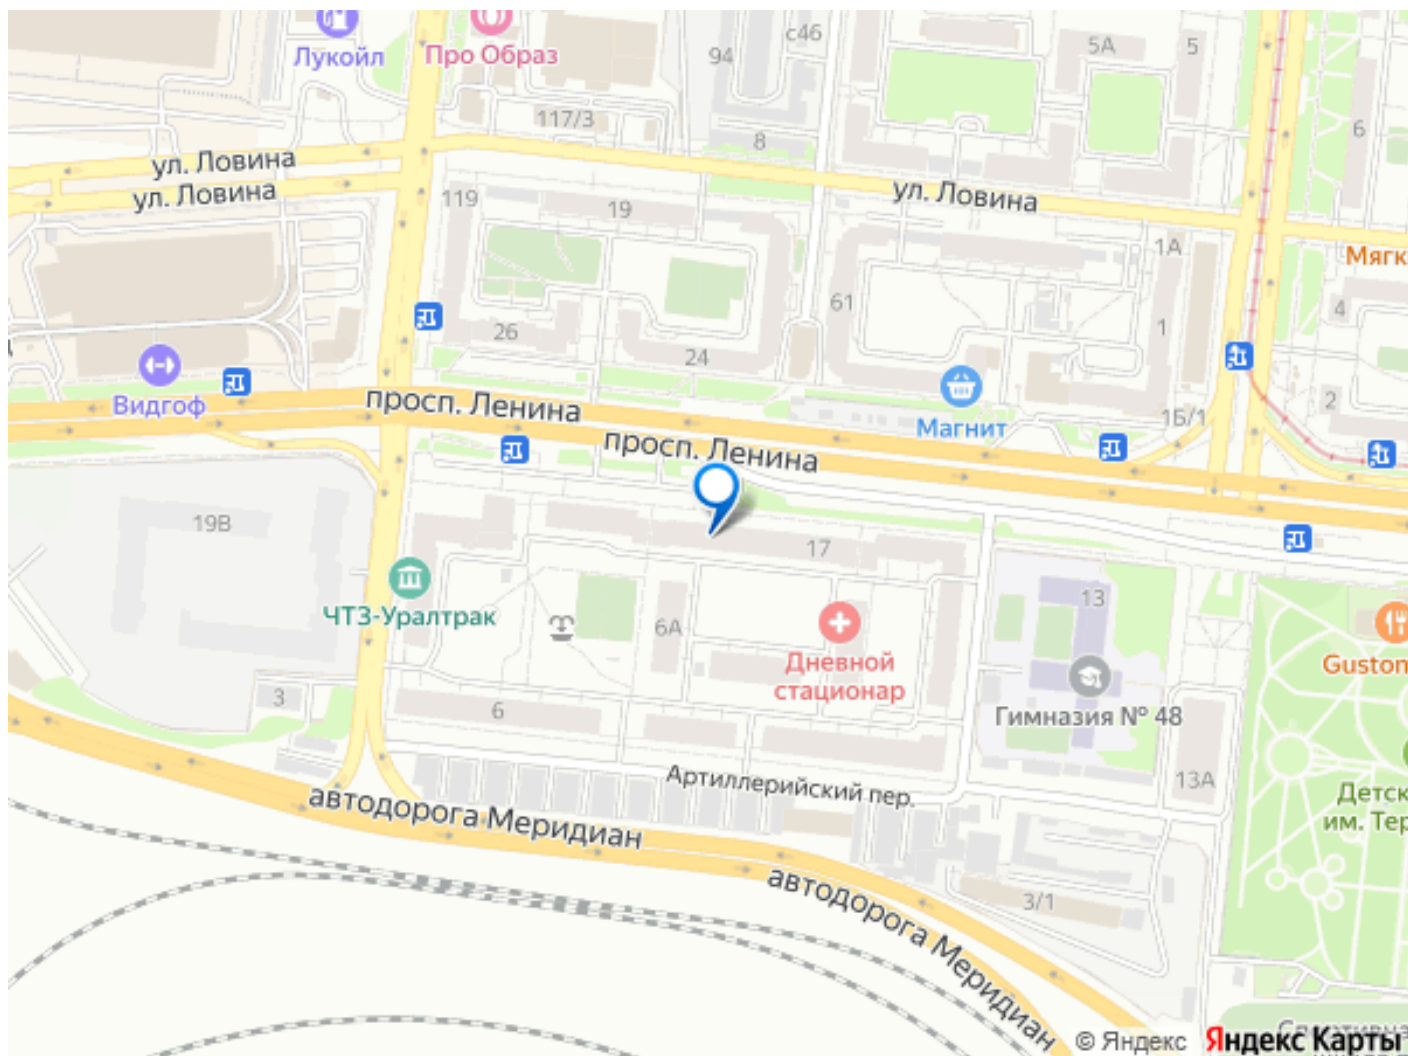 с46
94
5А
5
Лукойл
Про Образ
117/3
8
6
ул. Ловина
ул. Ловина
ул. Ловина
119
19
1А
Мягк
61
4
26
24
1
Видгоф
просп. Ленина
Магнит
1Б/1
2
просп. Ленина
19В
17
ЧТЗ-Уралтрак
6А
13
Дневной
стационар
Guston
3
6
Гимназия № 48
Артиллерийский пер.
13А
Детск
им. Тер
автодорога Меридиан
автодорога Меридиан
3/1
© Яндекс
Яндекс Карты